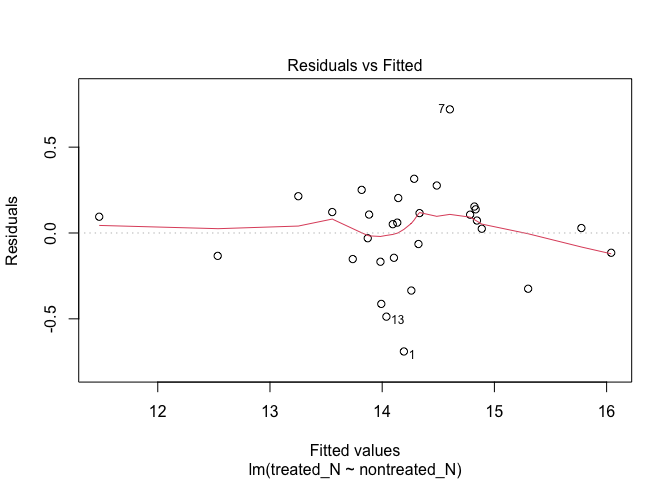 Residuals vs Fitted
Residuals
0.5
0.0
-0.5
7
13
1
12 13 14 15 16
Fitted values
lm(treated_N ~ nontreated_N)